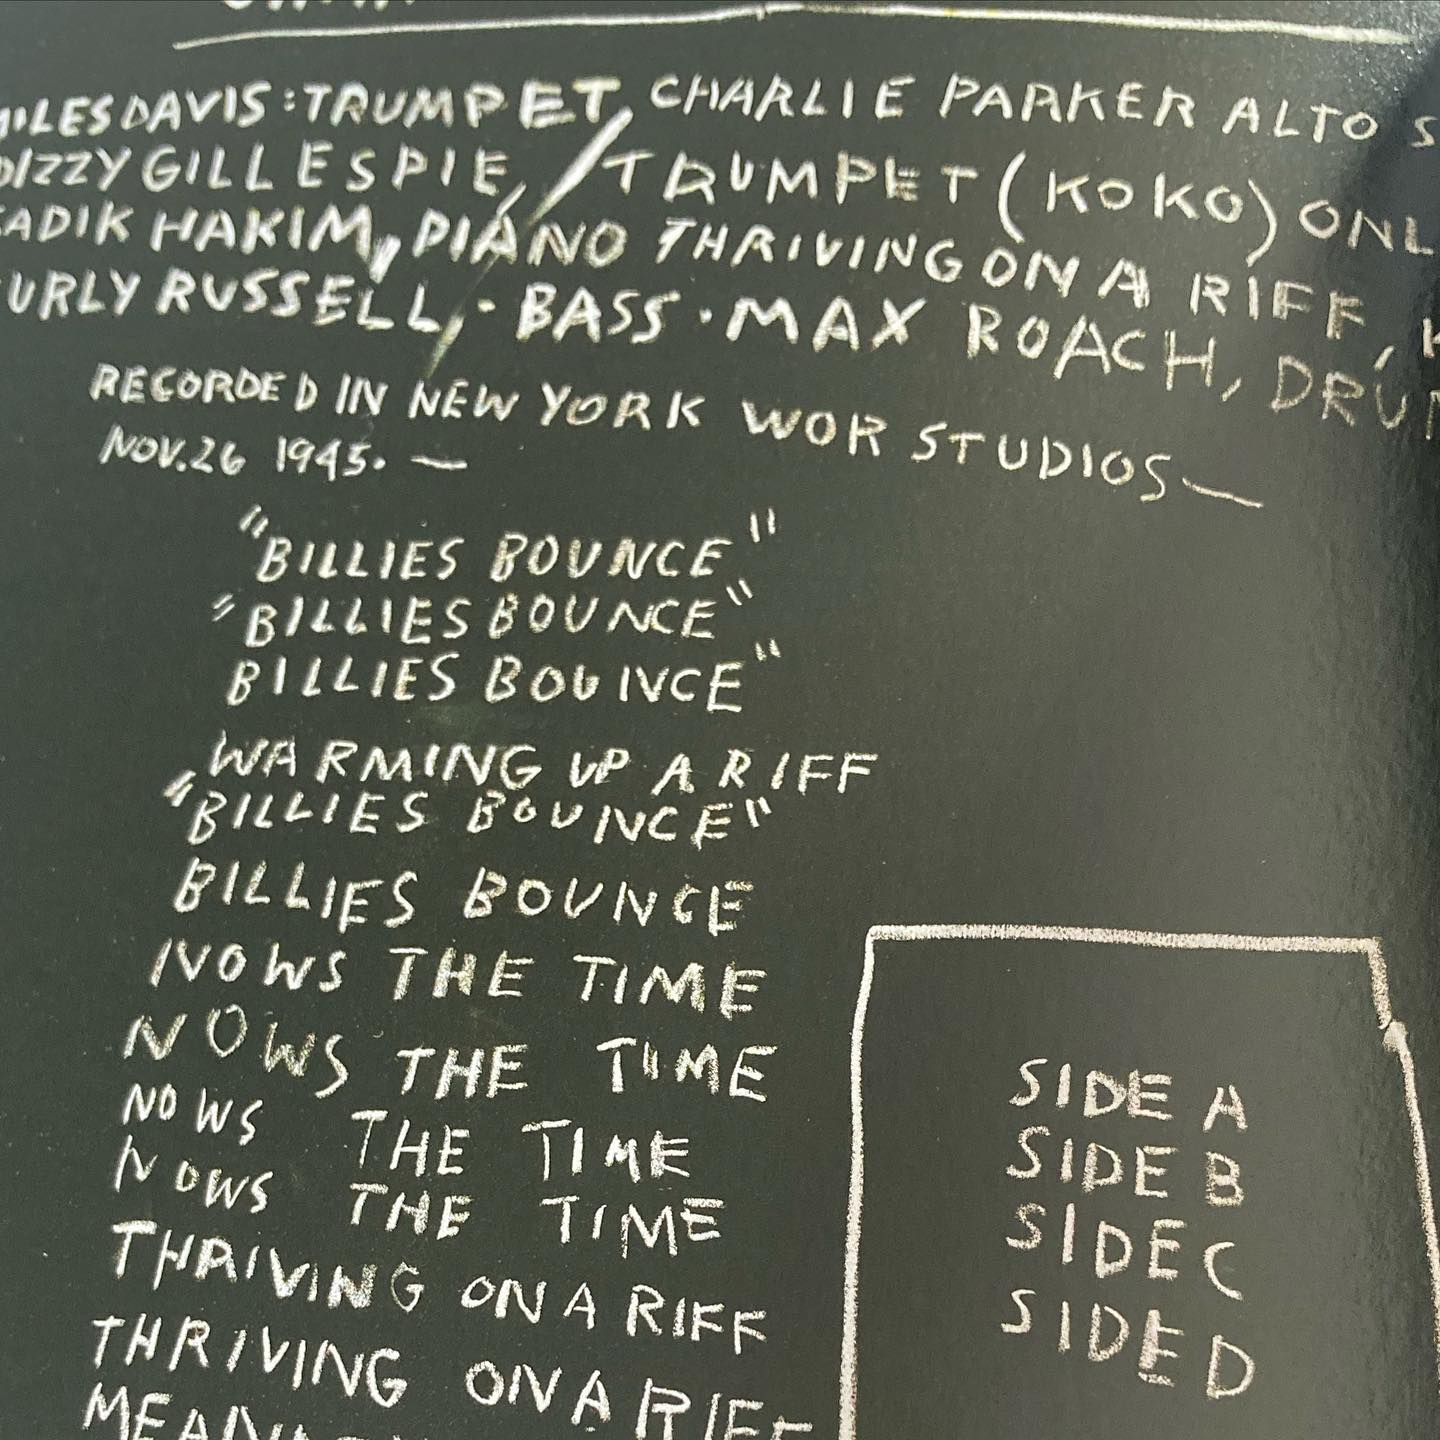 MILES DAVIS : TRUMPET, CHARLIE PARKER ALTO S
DIZZY GILLESPIE, / TRUMPET (KOKO) ONL
SADIK HAKIM, PIANO THRIVING ON A RIFF,
URLY RUSSELL, · BASS · MAX ROACH, DRUM
RECORDED IN NEW YORK WOR STUDIOS —
NOV. 26 1945. —
"BILLIES BOUNCE"
"BILLIES BOUNCE"
BILLIES BOUNCE"
WARMING UP A RIFF
"BILLIES BOUNCE"
BILLIES BOUNCE
NOWS THE TIME
NOWS THE TIME
NOWS THE TIME
NOWS THE TIME
THRIVING ON A RIFF
THRIVING ON A RIFF
SIDE A
SIDE B
SIDE C
SIDE D